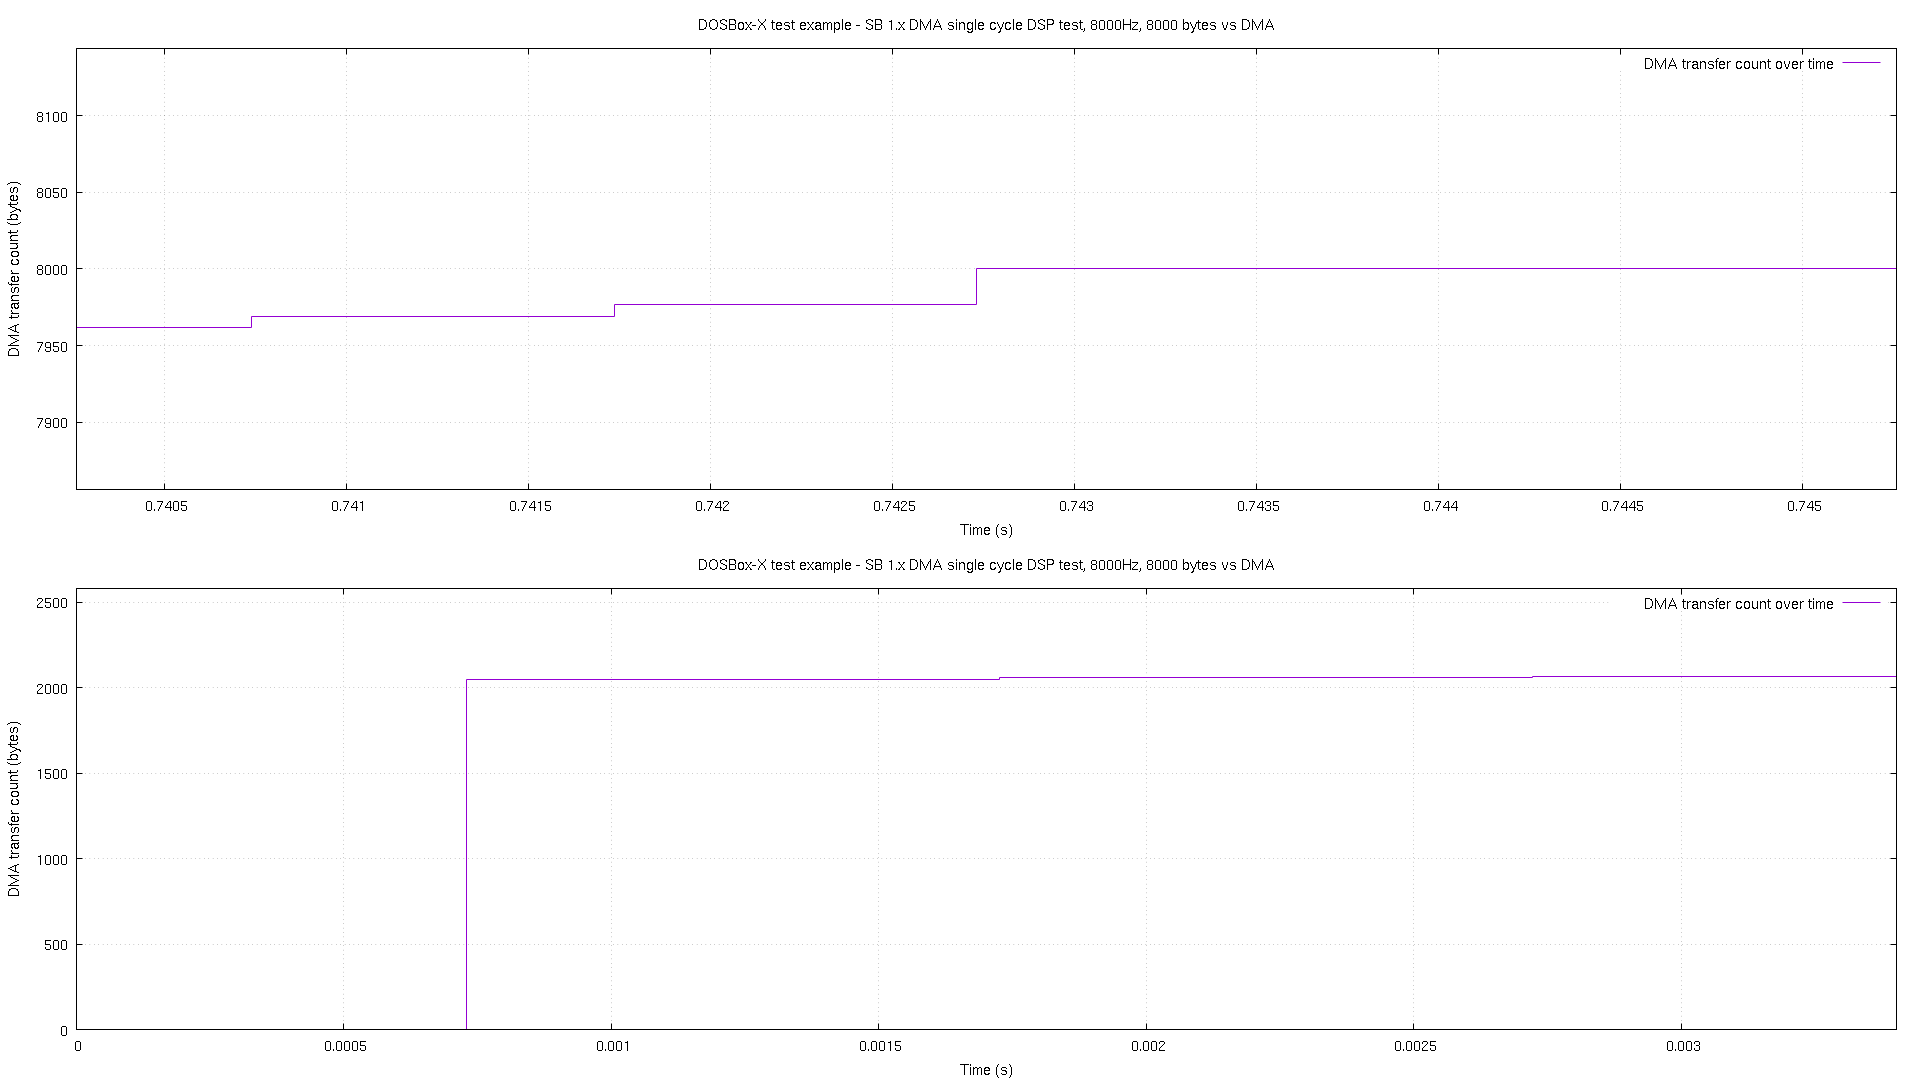 DOSBox-X test example - SB 1.x DMA single cycle DSP test, 8000Hz, 8000 bytes vs DMA
DMA transfer count over time
DMA transfer count (bytes)
8100
8050
8000
7950
7900
0.7405 0.741 0.7415 0.742 0.7425 0.743 0.7435 0.744 0.7445 0.745
Time (s)
DOSBox-X test example - SB 1.x DMA single cycle DSP test, 8000Hz, 8000 bytes vs DMA
DMA transfer count over time
DMA transfer count (bytes)
2500
2000
1500
1000
500
0
0 0.0005 0.001 0.0015 0.002 0.0025 0.003
Time (s)